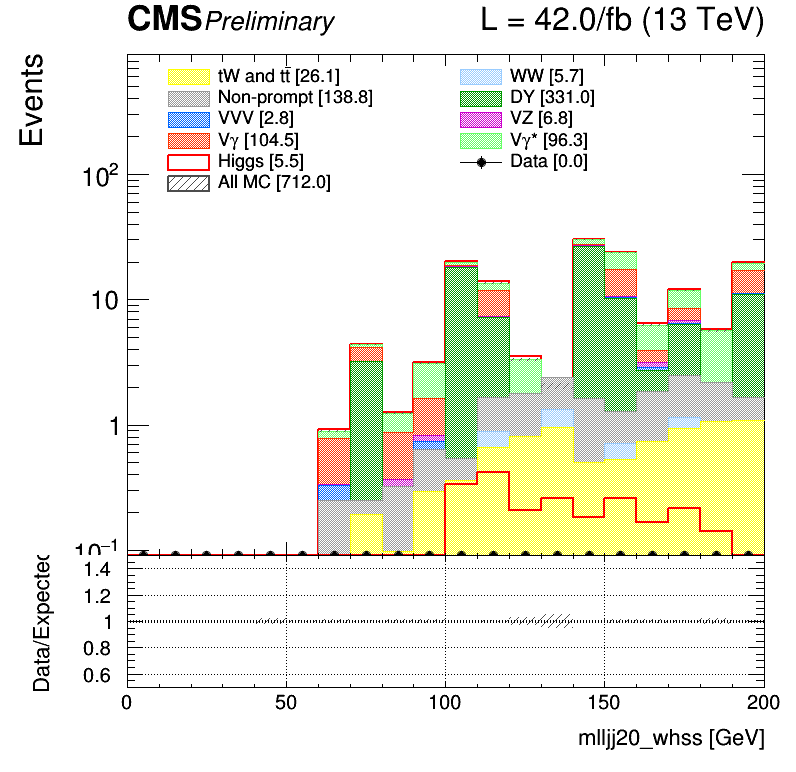 CMS Preliminary L = 42.0/fb (13 TeV)
Events
tW and tt̄ [26.1] WW [5.7]
Non-prompt [138.8] DY [331.0]
VVV [2.8] VZ [6.8]
Vγ [104.5] Vγ* [96.3]
Higgs [5.5] Data [0.0]
All MC [712.0]
10²
10
1
10⁻¹
Data/Expected
1.4
1.2
1
0.8
0.6
0 50 100 150 200
mlljj20_whss [GeV]